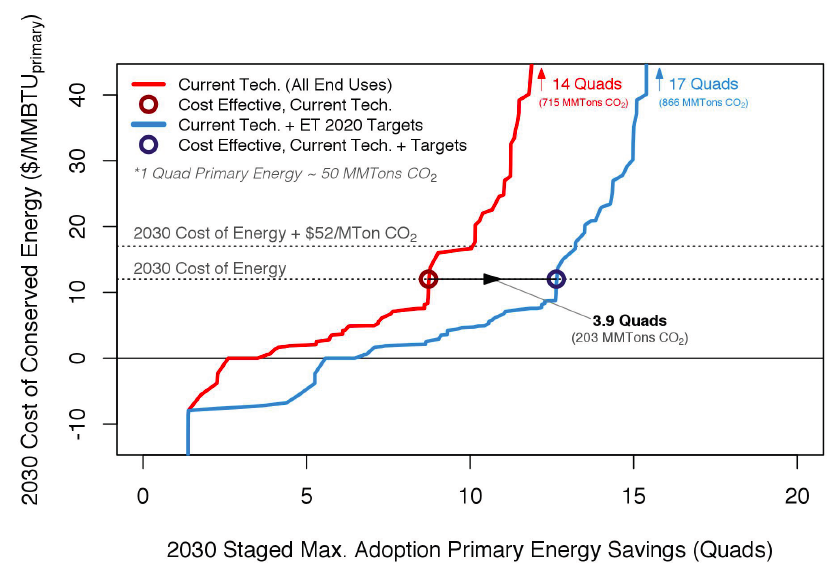 2030 Cost of Conserved Energy ($/MMBTUprimary)
40
30
20
10
0
-10
Current Tech. (All End Uses)
Cost Effective, Current Tech.
Current Tech. + ET 2020 Targets
Cost Effective, Current Tech. + Targets
*1 Quad Primary Energy ~ 50 MMTons CO2
14 Quads
(715 MMTons CO2)
17 Quads
(866 MMTons CO2)
2030 Cost of Energy + $52/MTon CO2
2030 Cost of Energy
3.9 Quads
(203 MMTons CO2)
0 5 10 15 20
2030 Staged Max. Adoption Primary Energy Savings (Quads)